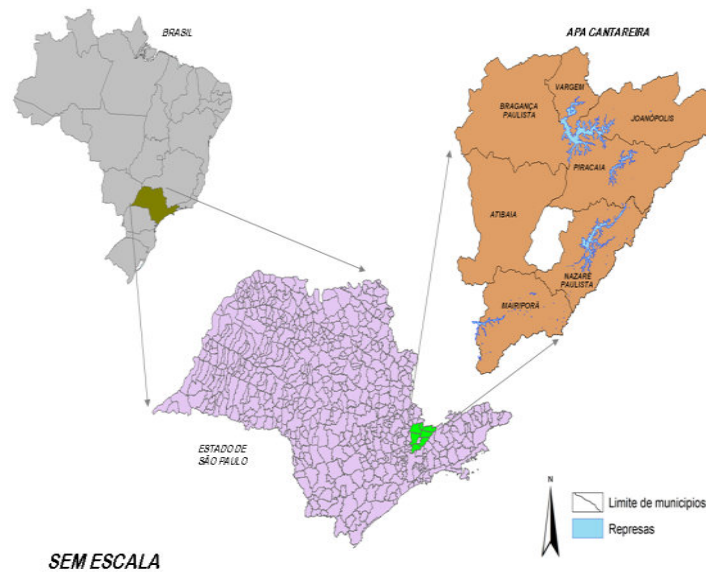 BRASIL
APA CANTAREIRA
VARGEM
BRAGANÇA
PAULISTA
JOANÓPOLIS
PIRACAIA
ATIBAIA
NAZARÉ
PAULISTA
MAIRIPORÃ
ESTADO DE
SÃO PAULO
N
Limite de municipios
Represas
SEM ESCALA